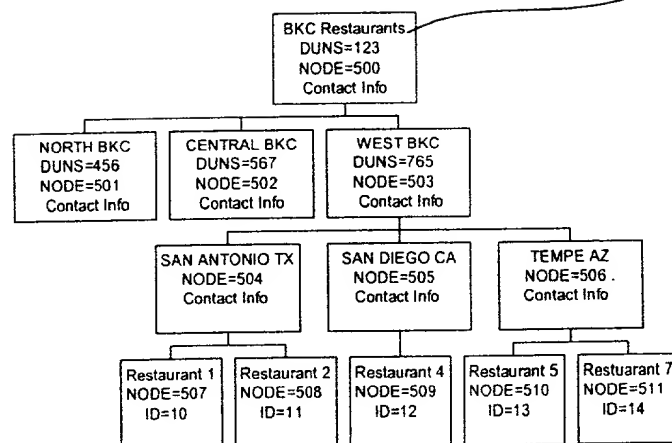 BKC Restaurants
DUNS=123
NODE=500
Contact Info
NORTH BKC
DUNS=456
NODE=501
Contact Info
CENTRAL BKC
DUNS=567
NODE=502
Contact Info
WEST BKC
DUNS=765
NODE=503
Contact Info
SAN ANTONIO TX
NODE=504
Contact Info
SAN DIEGO CA
NODE=505
Contact Info
TEMPE AZ
NODE=506 .
Contact Info
Restaurant 1
NODE=507
ID=10
Restaurant 2
NODE=508
ID=11
Restaurant 4
NODE=509
ID=12
Restaurant 5
NODE=510
ID=13
Restuarant 7
NODE=511
ID=14